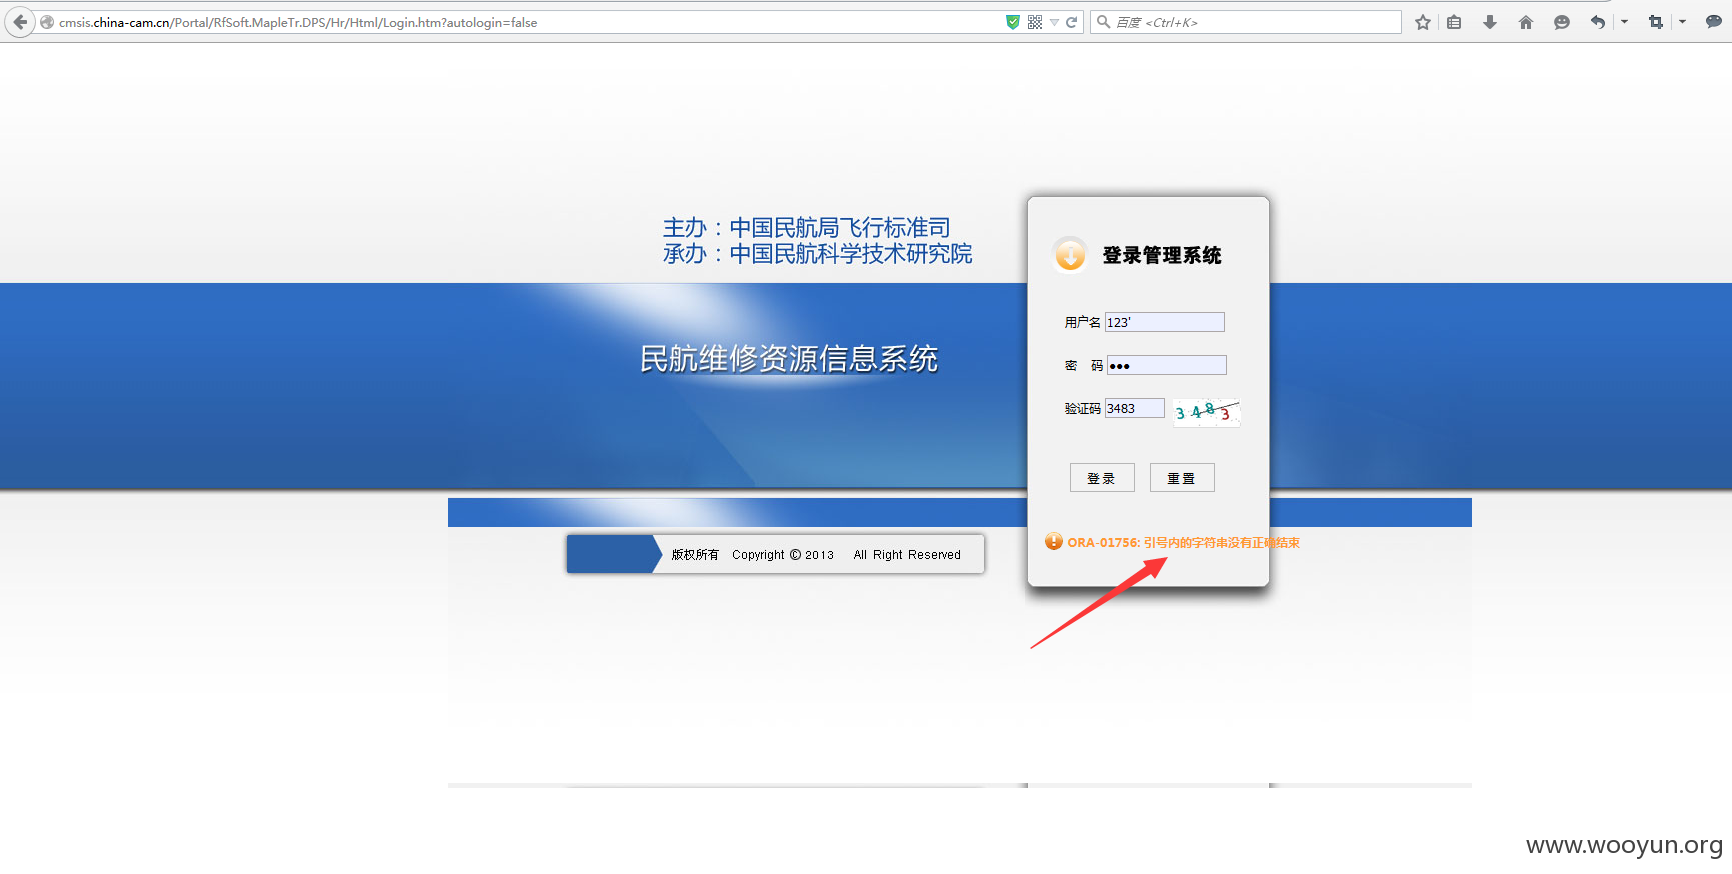 cmsis.china-cam.cn/Portal/RfSoft.MapleTr.DPS/Hr/Html/Login.htm?autologin=false
百度 <Ctrl+K>
主办：中国民航局飞行标准司
承办：中国民航科学技术研究院
登录管理系统
用户名 123'
密 码 •••
民航维修资源信息系统
验证码 3483 3483
登 录 重 置
ORA-01756: 引号内的字符串没有正确结束
版权所有 Copyright © 2013 All Right Reserved
www.wooyun.org